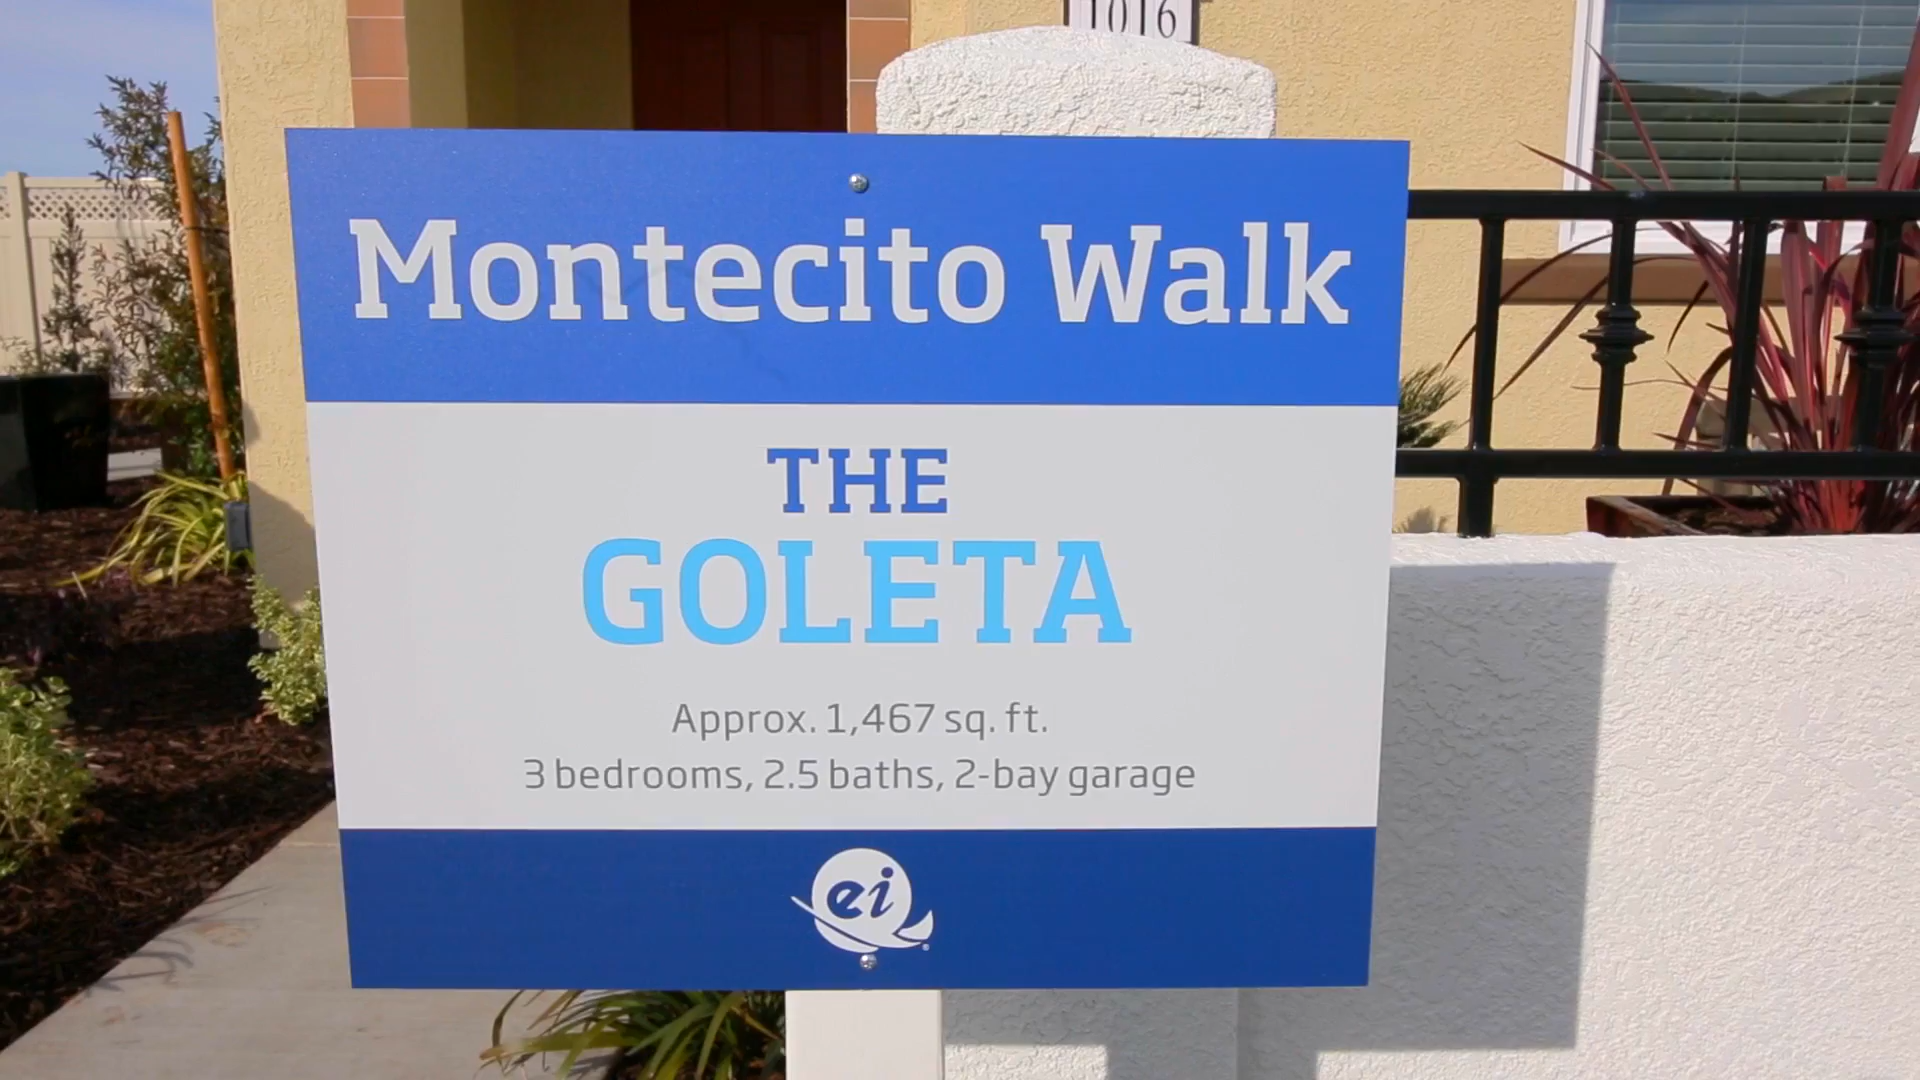 1016
Montecito Walk
THE
GOLETA
Approx. 1,467 sq. ft.
3 bedrooms, 2.5 baths, 2-bay garage
ei